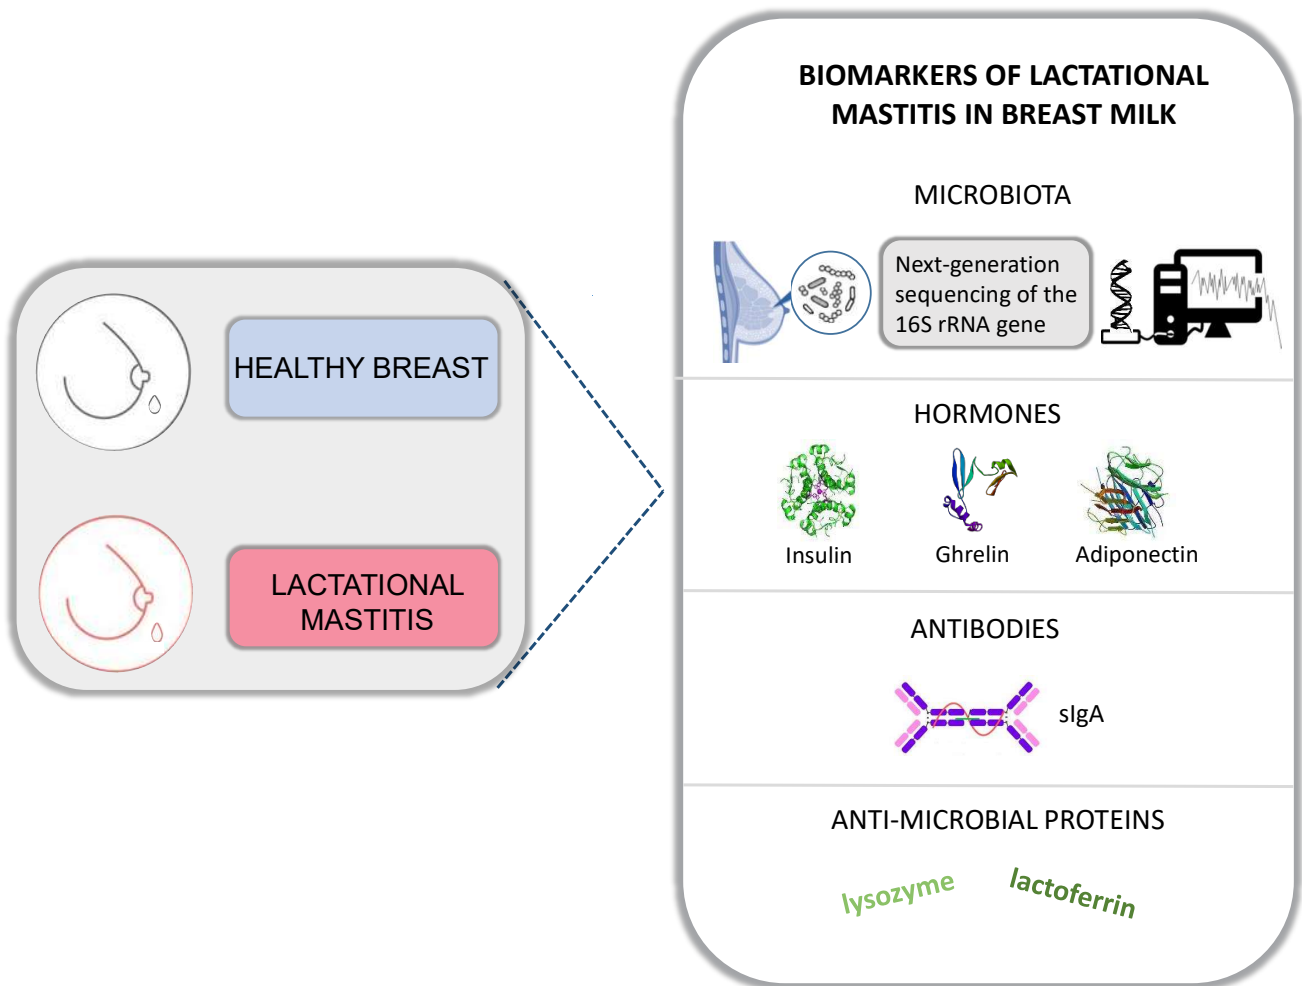 BIOMARKERS OF LACTATIONAL
MASTITIS IN BREAST MILK
MICROBIOTA
Next-generation
sequencing of the
16S rRNA gene
HEALTHY BREAST
LACTATIONAL
MASTITIS
HORMONES
Insulin
Ghrelin
Adiponectin
ANTIBODIES
sIgA
ANTI-MICROBIAL PROTEINS
lysozyme
lactoferrin